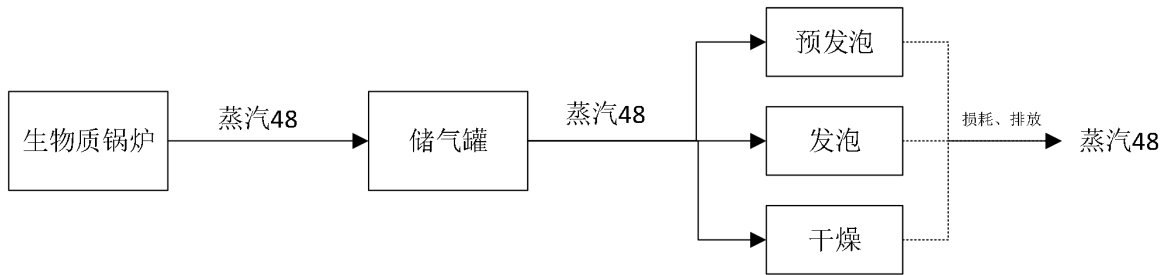 预发泡
蒸汽48
蒸汽48
生物质锅炉
储气罐
发泡
损耗、排放
蒸汽48
干燥